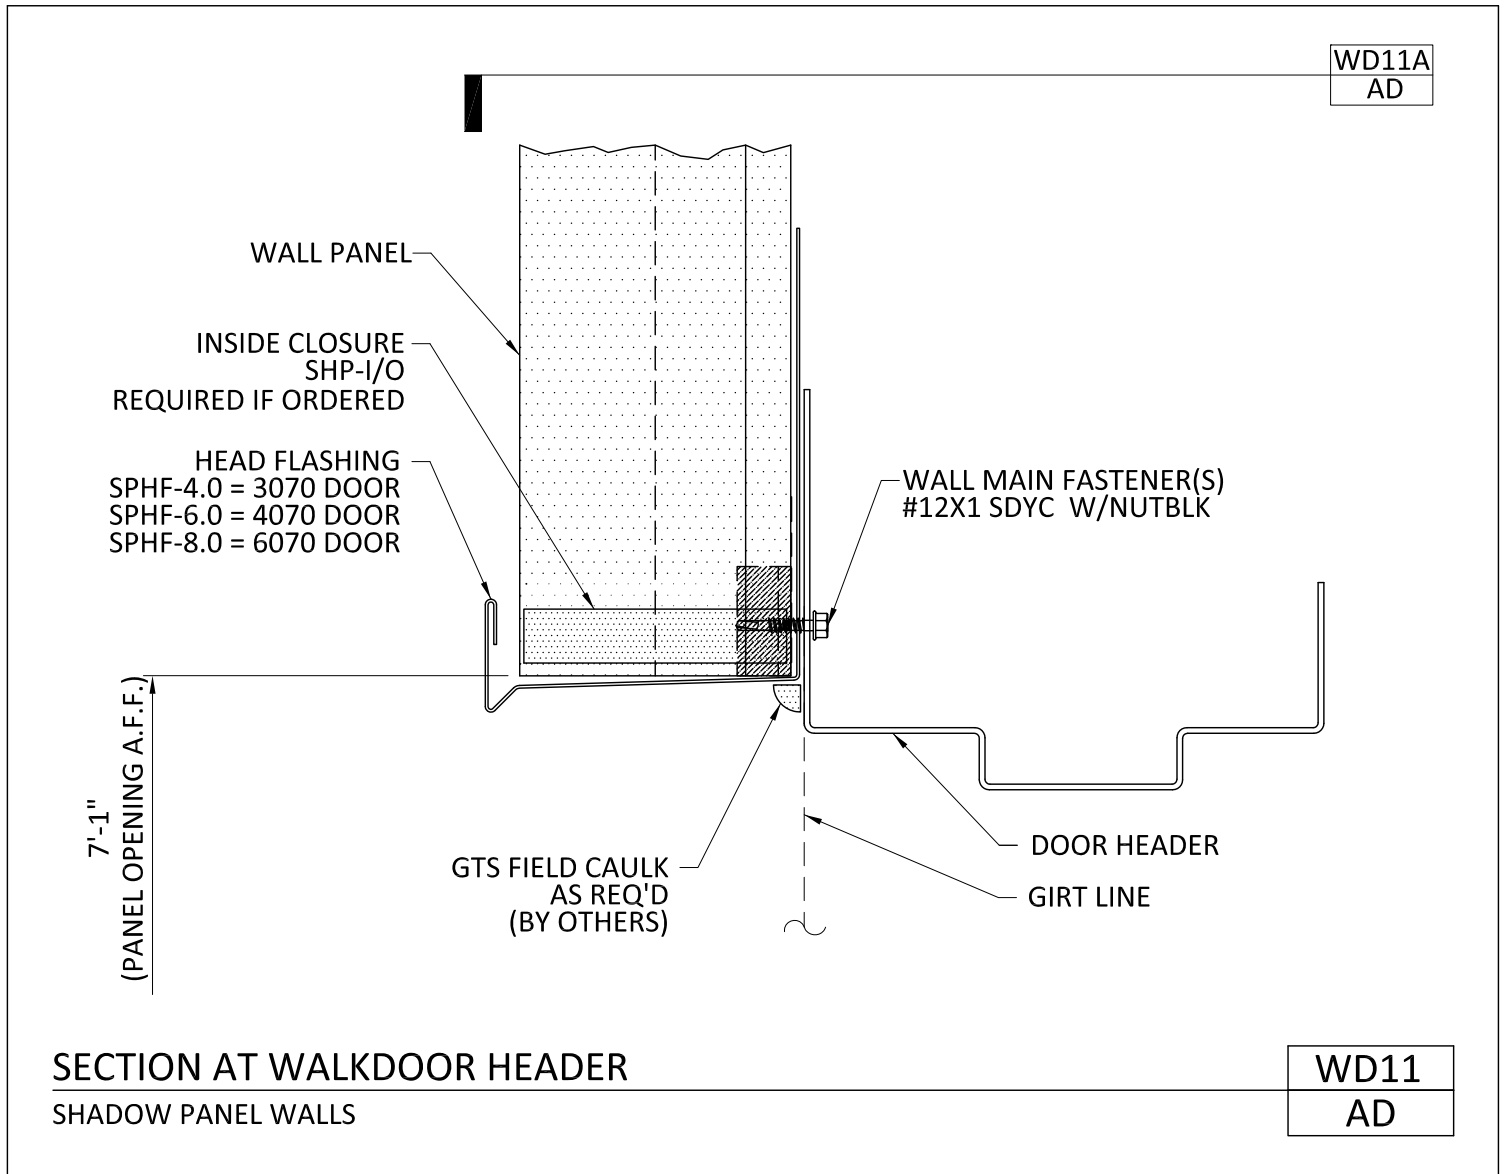 WD11A
AD
WALL PANEL
INSIDE CLOSURE
SHP-I/O
REQUIRED IF ORDERED
HEAD FLASHING
SPHF-4.0 = 3070 DOOR
SPHF-6.0 = 4070 DOOR
SPHF-8.0 = 6070 DOOR
WALL MAIN FASTENER(S)
#12X1 SDYC  W/NUTBLK
7'-1"
(PANEL OPENING A.F.F.)
GTS FIELD CAULK
AS REQ'D
(BY OTHERS)
DOOR HEADER
GIRT LINE
SECTION AT WALKDOOR HEADER
SHADOW PANEL WALLS
WD11
AD